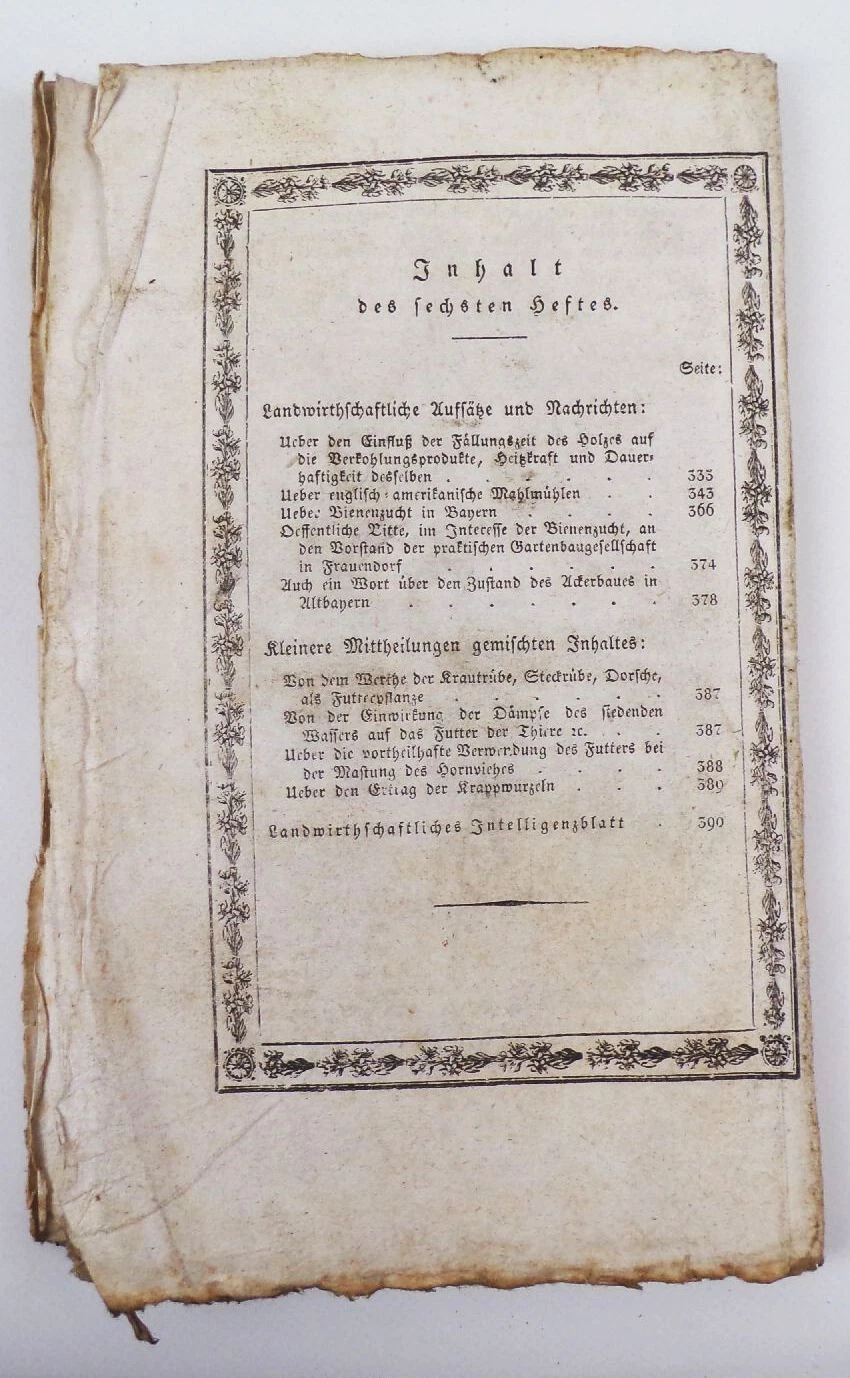 Inhalt
des sechsten Heftes.
Seite:
Landwirthschaftliche Aufsätze und Nachrichten:
Ueber den Einfluß der Fällungszeit des Holzes auf
die Verkohlungsprodukte, Heitzkraft und Dauer-
haftigkeit desselben . . . . . . 335
Ueber englisch-amerikanische Mahlmühlen . . 343
Ueber Bienenzucht in Bayern . . . . 366
Oeffentliche Bitte, im Interesse der Bienenzucht, an
den Vorstand der praktischen Gartenbaugesellschaft
in Frauendorf . . . . . . 374
Auch ein Wort über den Zustand des Ackerbaues in
Altbayern . . . . . . . 378
Kleinere Mittheilungen gemischten Inhaltes:
Von dem Werthe der Krautrübe, Steckrübe, Dorsche,
als Futterpflanze . . . . . . 387
Von der Einwirkung der Dämpfe des siedenden
Wassers auf das Futter der Thiere ꝛc. . . 387
Ueber die vortheilhafte Verwendung des Futters bei
der Mastung des Hornviehes . . . . 388
Ueber den Ertrag der Krappwurzeln . . . 389
Landwirthschaftliches Intelligenzblatt . 390